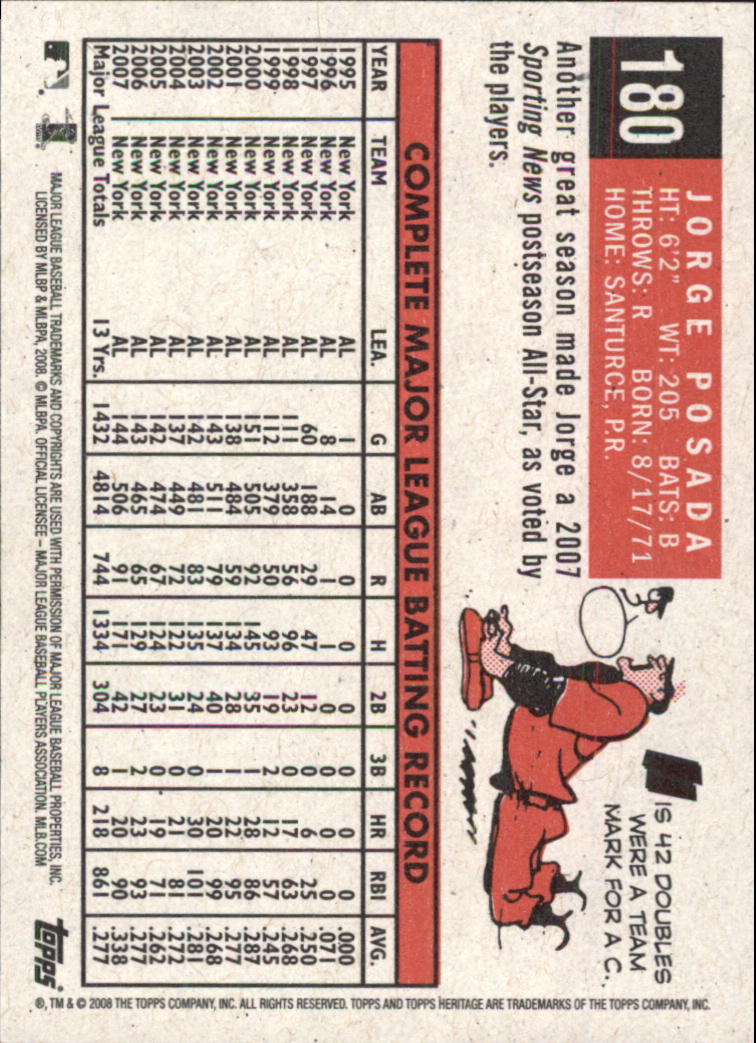 180
JORGE POSADA
HT: 6'2" WT: 205 BATS: B
THROWS: R BORN: 8/17/71
HOME: SANTURCE, P.R.
Another great season made Jorge a 2007
Sporting News postseason All-Star, as voted by
the players.
IS 42 DOUBLES
WERE A TEAM
MARK FOR A C.
COMPLETE MAJOR LEAGUE BATTING RECORD
YEAR TEAM LEA. G AB R H 2B 3B HR RBI AVG.
1995 New York AL 1 0 0 0 0 0 0 0 .000
1996 New York AL 8 14 1 1 0 0 0 0 .071
1997 New York AL 60 188 29 47 12 0 6 25 .250
1998 New York AL 111 358 56 96 23 0 17 63 .268
1999 New York AL 112 379 50 93 19 2 12 57 .245
2000 New York AL 151 505 92 145 35 1 28 86 .287
2001 New York AL 138 484 59 134 28 1 22 95 .277
2002 New York AL 143 511 79 137 40 1 20 99 .268
2003 New York AL 142 481 83 135 24 0 30 101 .281
2004 New York AL 137 449 72 122 31 0 21 81 .272
2005 New York AL 142 474 67 124 23 0 19 71 .262
2006 New York AL 143 465 65 129 27 2 23 93 .277
2007 New York AL 144 506 91 171 42 1 20 90 .338
Major League Totals 13 Yrs. 1432 4814 744 1334 304 8 218 861 .277
MAJOR LEAGUE BASEBALL TRADEMARKS AND COPYRIGHTS ARE USED WITH PERMISSION OF MAJOR LEAGUE BASEBALL PROPERTIES, INC.
LICENSED BY MLBP & MLBPA, 2008. © MLBPA. OFFICIAL LICENSEE – MAJOR LEAGUE BASEBALL PLAYERS ASSOCIATION. MLB.COM
topps
®, TM & © 2008 THE TOPPS COMPANY, INC. ALL RIGHTS RESERVED. TOPPS AND TOPPS HERITAGE ARE TRADEMARKS OF THE TOPPS COMPANY, INC.